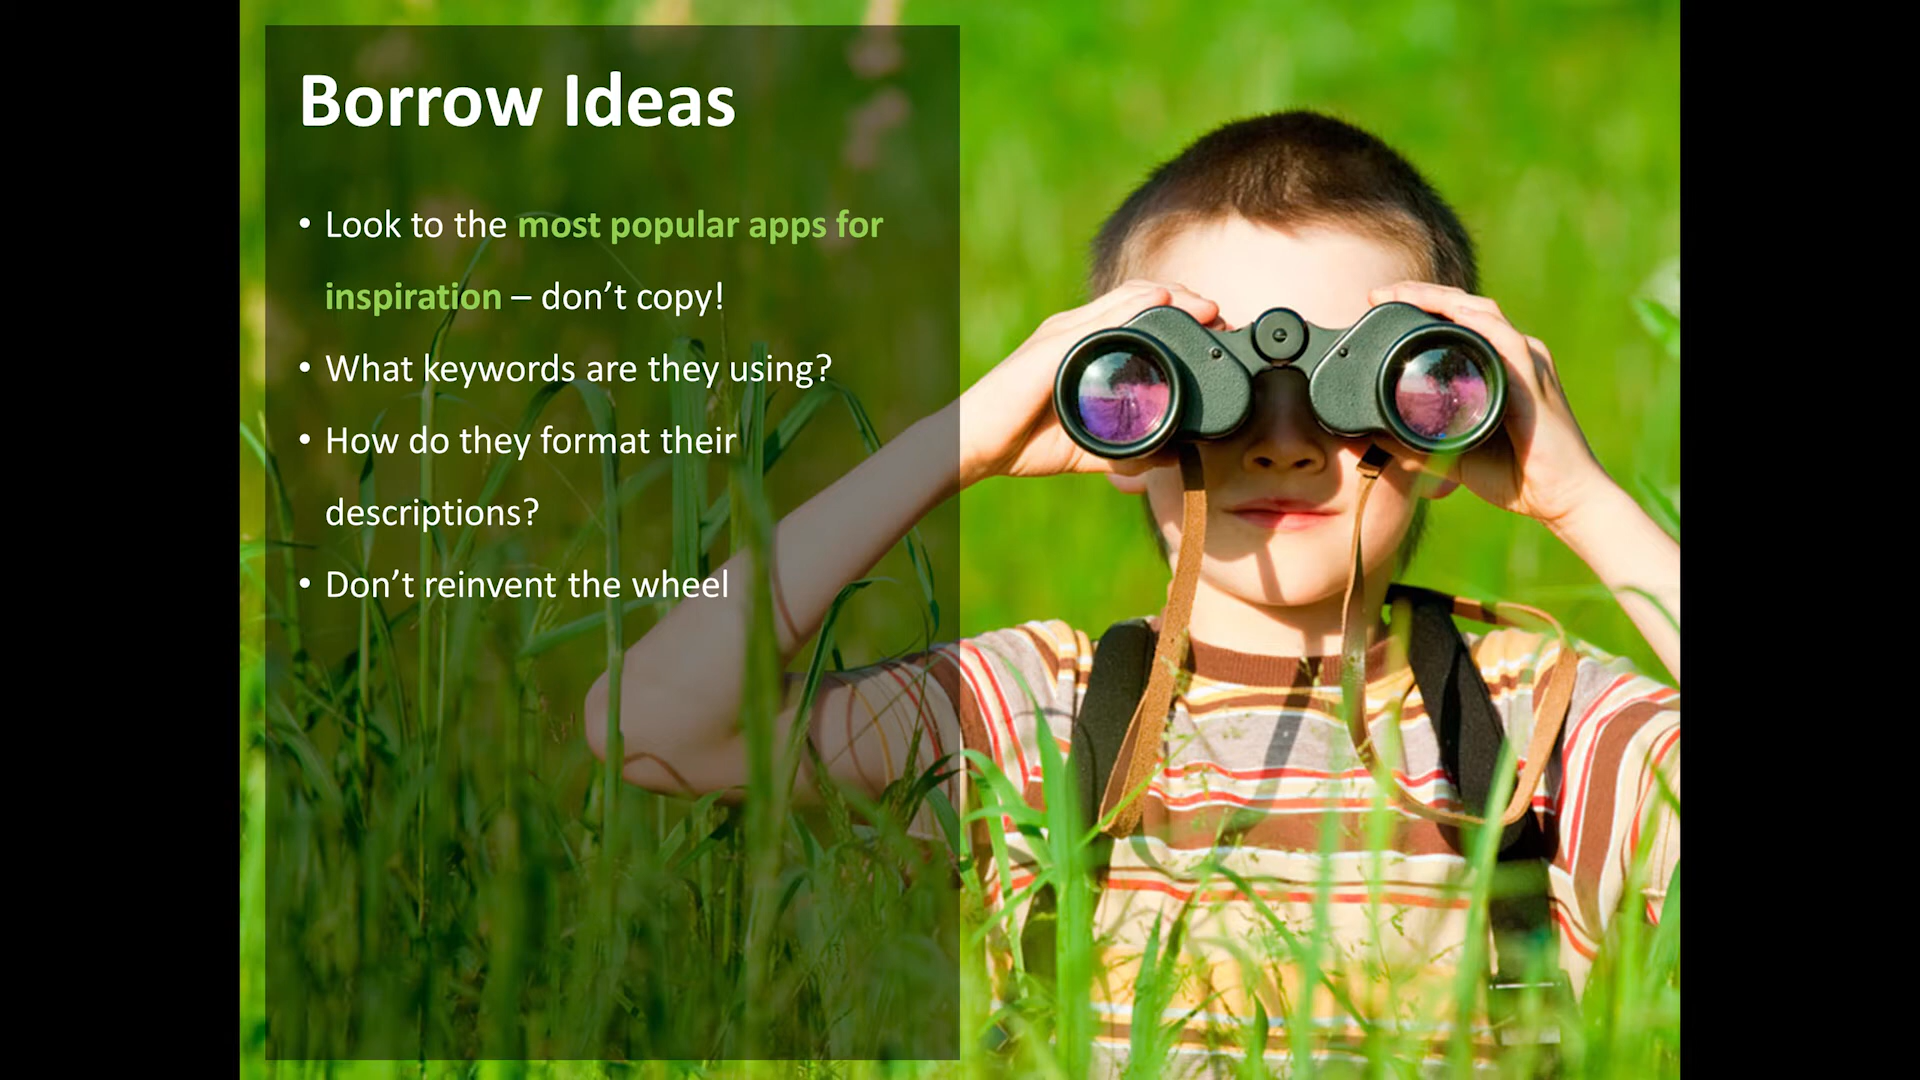 Borrow Ideas
• Look to the most popular apps for
inspiration – don’t copy!
• What keywords are they using?
• How do they format their
descriptions?
• Don’t reinvent the wheel